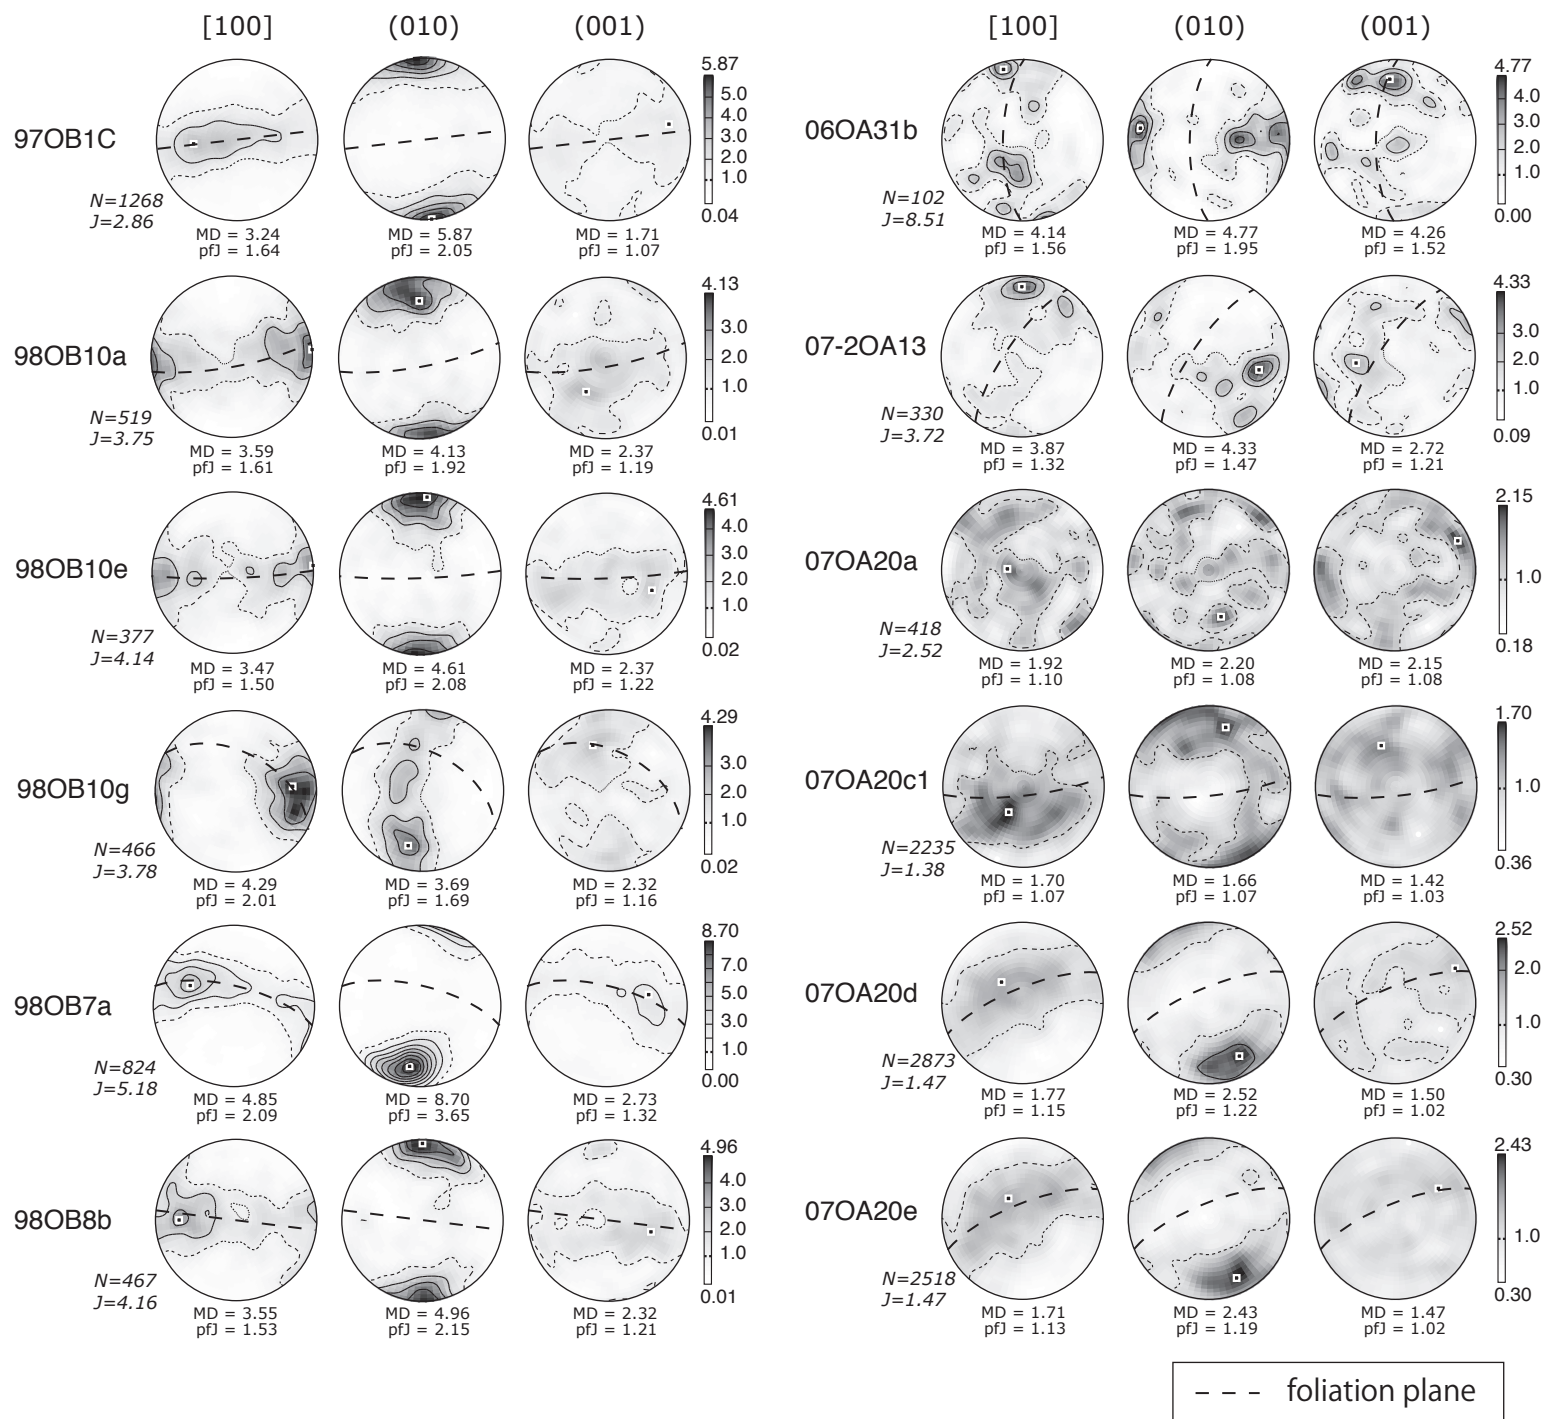 [100] (010) (001)
97OB1C
N=1268
J=2.86
MD = 3.24 MD = 5.87 MD = 1.71
pfJ = 1.64 pfJ = 2.05 pfJ = 1.07
5.87
5.0
4.0
3.0
2.0
1.0
0.04
98OB10a
N=519
J=3.75
MD = 3.59 MD = 4.13 MD = 2.37
pfJ = 1.61 pfJ = 1.92 pfJ = 1.19
4.13
3.0
2.0
1.0
0.01
98OB10e
N=377
J=4.14
MD = 3.47 MD = 4.61 MD = 2.37
pfJ = 1.50 pfJ = 2.08 pfJ = 1.22
4.61
4.0
3.0
2.0
1.0
0.02
98OB10g
N=466
J=3.78
MD = 4.29 MD = 3.69 MD = 2.32
pfJ = 2.01 pfJ = 1.69 pfJ = 1.16
4.29
3.0
2.0
1.0
0.02
98OB7a
N=824
J=5.18
MD = 4.85 MD = 8.70 MD = 2.73
pfJ = 2.09 pfJ = 3.65 pfJ = 1.32
8.70
7.0
5.0
3.0
1.0
0.00
98OB8b
N=467
J=4.16
MD = 3.55 MD = 4.96 MD = 2.32
pfJ = 1.53 pfJ = 2.15 pfJ = 1.21
4.96
4.0
3.0
2.0
1.0
0.01
[100] (010) (001)
06OA31b
N=102
J=8.51
MD = 4.14 MD = 4.77 MD = 4.26
pfJ = 1.56 pfJ = 1.95 pfJ = 1.52
4.77
4.0
3.0
2.0
1.0
0.00
07-2OA13
N=330
J=3.72
MD = 3.87 MD = 4.33 MD = 2.72
pfJ = 1.32 pfJ = 1.47 pfJ = 1.21
4.33
3.0
2.0
1.0
0.09
07OA20a
N=418
J=2.52
MD = 1.92 MD = 2.20 MD = 2.15
pfJ = 1.10 pfJ = 1.08 pfJ = 1.08
2.15
1.0
0.18
07OA20c1
N=2235
J=1.38
MD = 1.70 MD = 1.66 MD = 1.42
pfJ = 1.07 pfJ = 1.07 pfJ = 1.03
1.70
1.0
0.36
07OA20d
N=2873
J=1.47
MD = 1.77 MD = 2.52 MD = 1.50
pfJ = 1.15 pfJ = 1.22 pfJ = 1.02
2.52
2.0
1.0
0.30
07OA20e
N=2518
J=1.47
MD = 1.71 MD = 2.43 MD = 1.47
pfJ = 1.13 pfJ = 1.19 pfJ = 1.02
2.43
1.0
0.30
foliation plane